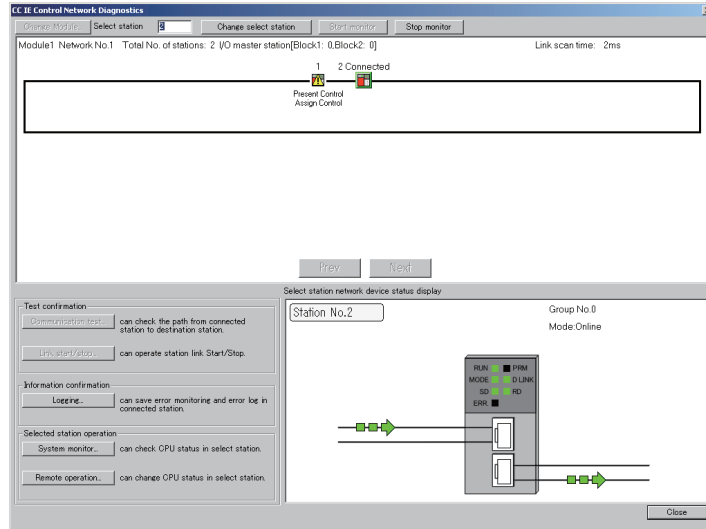 CC IE Control Network Diagnostics
Change Module.. Select station 2 Change select station Start monitor Stop monitor
Module1 Network No.1 Total No. of stations: 2 I/O master station[Block1: 0,Block2: 0] Link scan time: 2ms
1 2 Connected
Present Control
Assign Control
Prev Next
Select station network device status display
Test confirmation
Communication test... can check the path from connected
station to destination station.
Link start/stop... can operate station link Start/Stop.
Information confirmation
Logging... can save error monitoring and error log in
connected station.
Selected station operation
System monitor... can check CPU status in select station.
Remote operation... can change CPU status in select station.
Station No.2 Group No.0
Mode:Online
RUN PRM
MODE D LINK
SD RD
ERR
Close